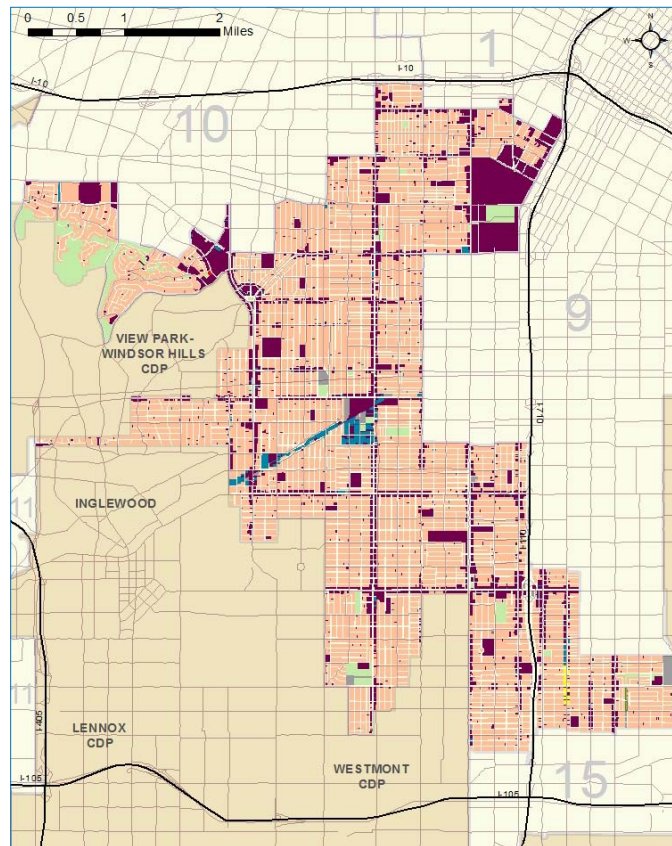 0 0.5 1 2
Miles
N
W E
S
1
I-10
I-10
10
9
VIEW PARK-
WINDSOR HILLS
CDP
I-710
11
INGLEWOOD
I-110
11
I-405
LENNOX
CDP
WESTMONT
CDP
15
I-105
I-105